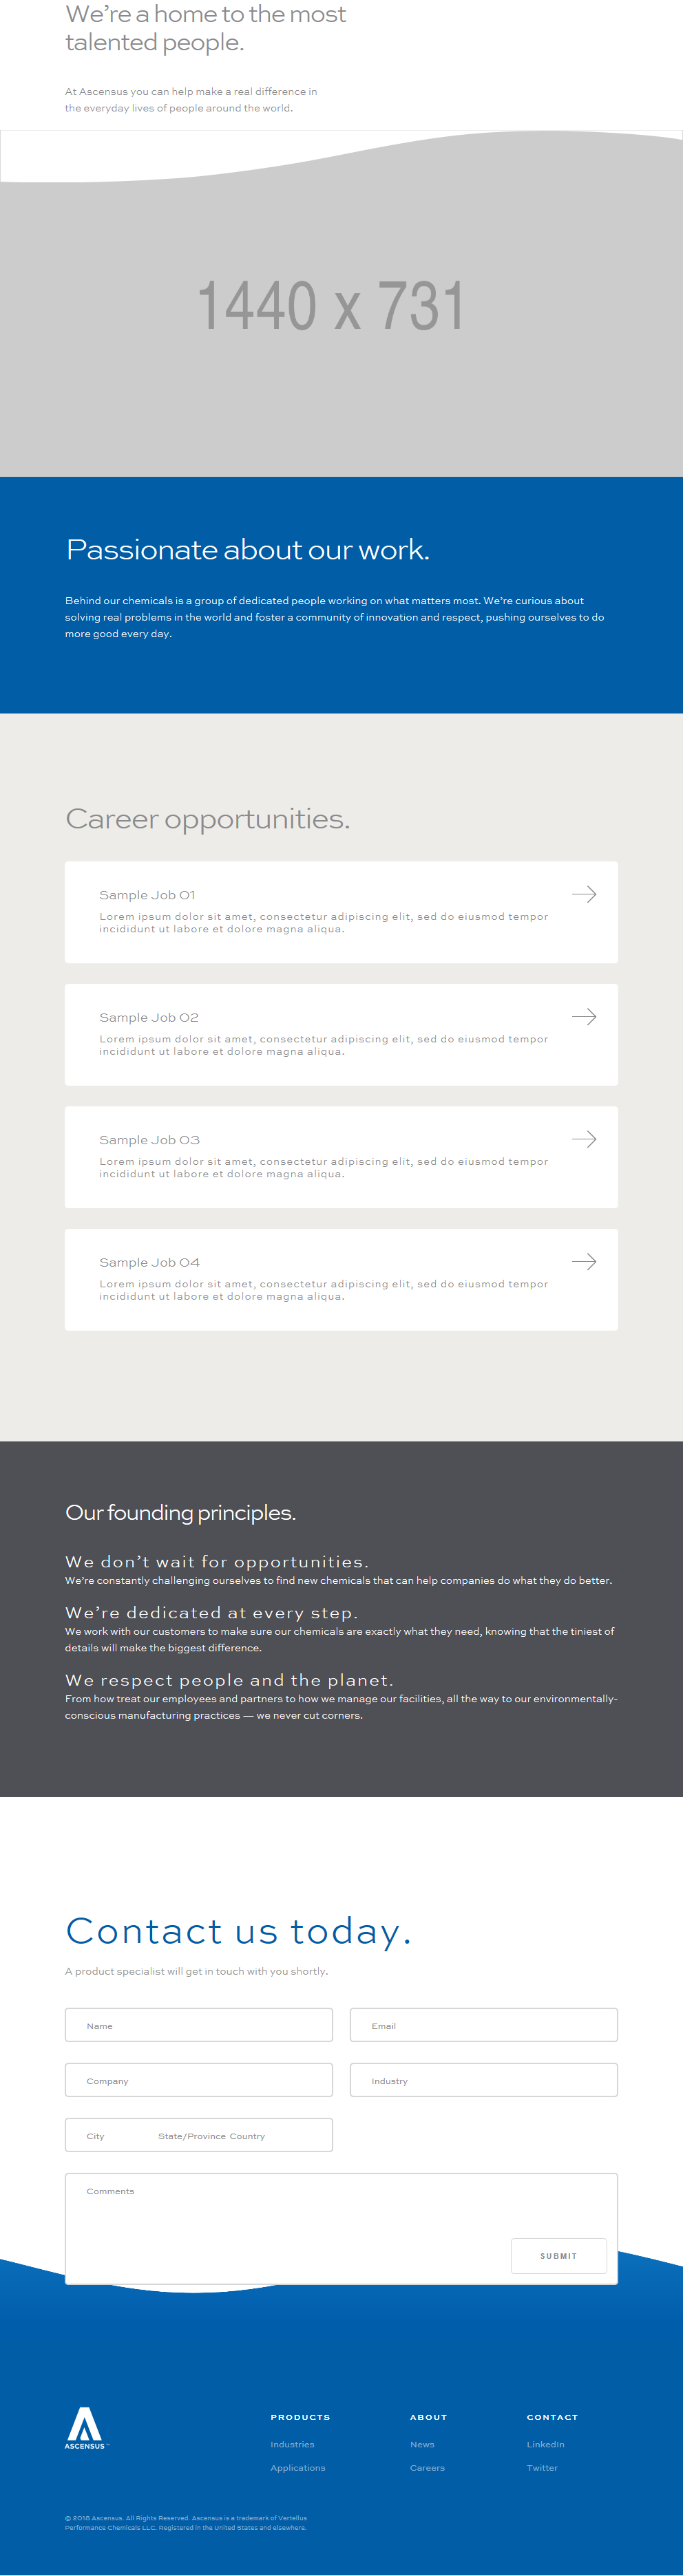 We're a home to the most
talented people.
At Ascensus you can help make a real difference in
the everyday lives of people around the world.
1440 x 731
Passionate about our work.
Behind our chemicals is a group of dedicated people working on what matters most. We're curious about
solving real problems in the world and foster a community of innovation and respect, pushing ourselves to do
more good every day.
Career opportunities.
Sample Job 01
Lorem ipsum dolor sit amet, consectetur adipiscing elit, sed do eiusmod tempor
incididunt ut labore et dolore magna aliqua.
Sample Job 02
Lorem ipsum dolor sit amet, consectetur adipiscing elit, sed do eiusmod tempor
incididunt ut labore et dolore magna aliqua.
Sample Job 03
Lorem ipsum dolor sit amet, consectetur adipiscing elit, sed do eiusmod tempor
incididunt ut labore et dolore magna aliqua.
Sample Job 04
Lorem ipsum dolor sit amet, consectetur adipiscing elit, sed do eiusmod tempor
incididunt ut labore et dolore magna aliqua.
Our founding principles.
We don't wait for opportunities.
We're constantly challenging ourselves to find new chemicals that can help companies do what they do better.
We're dedicated at every step.
We work with our customers to make sure our chemicals are exactly what they need, knowing that the tiniest of
details will make the biggest difference.
We respect people and the planet.
From how treat our employees and partners to how we manage our facilities, all the way to our environmentally-
conscious manufacturing practices — we never cut corners.
Contact us today.
A product specialist will get in touch with you shortly.
Name Email
Company Industry
City State/Province Country
Comments
SUBMIT
ASCENSUS™
PRODUCTS ABOUT CONTACT
Industries News LinkedIn
Applications Careers Twitter
© 2018 Ascensus. All Rights Reserved. Ascensus is a trademark of Vertellus
Performance Chemicals LLC. Registered in the United States and elsewhere.